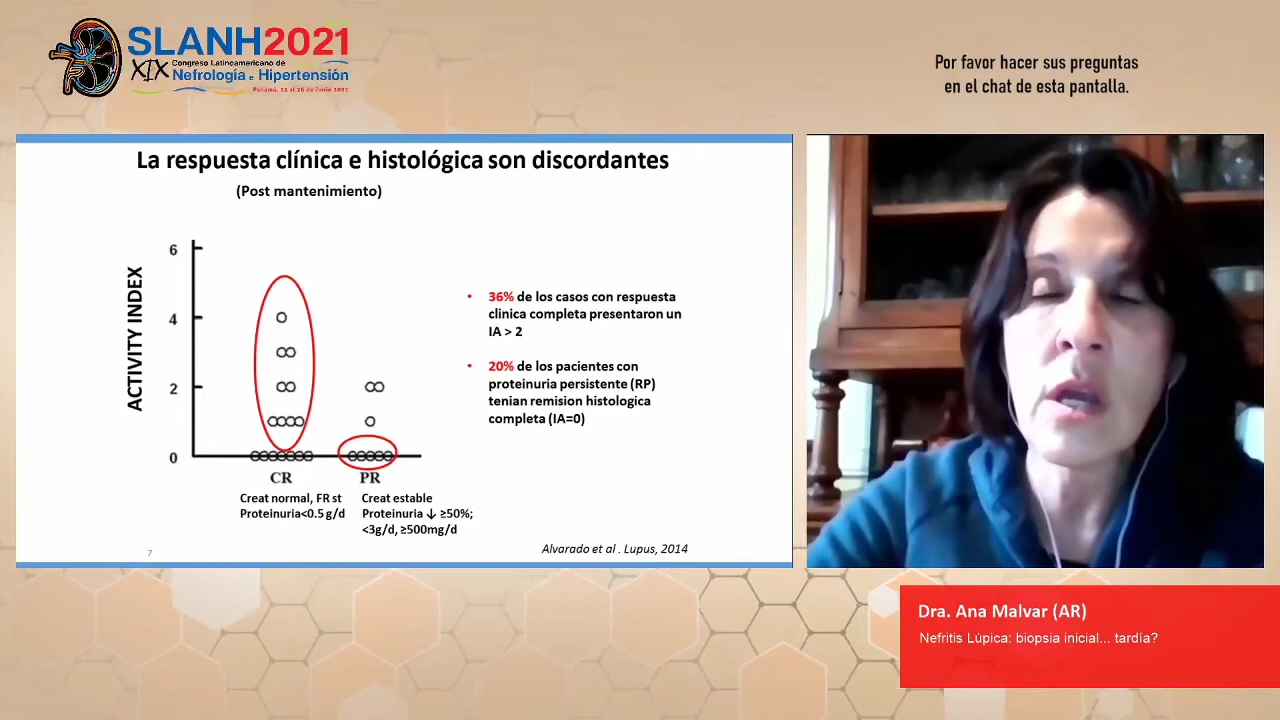 SLANH2021
XIX Congreso Latinoamericano de
Nefrología e Hipertensión
Panamá, 23 al 26 de Junio 2021
Por favor hacer sus preguntas
en el chat de esta pantalla.
La respuesta clínica e histológica son discordantes
(Post mantenimiento)
ACTIVITY INDEX
6
4
2
0
CR
PR
Creat normal, FR st
Proteinuria<0.5 g/d
Creat estable
Proteinuria ↓ ≥50%;
<3g/d, ≥500mg/d
• 36% de los casos con respuesta
clinica completa presentaron un
IA > 2
• 20% de los pacientes con
proteinuria persistente (RP)
tenian remision histologica
completa (IA=0)
7
Alvarado et al . Lupus, 2014
Dra. Ana Malvar (AR)
Nefritis Lúpica: biopsia inicial... tardía?